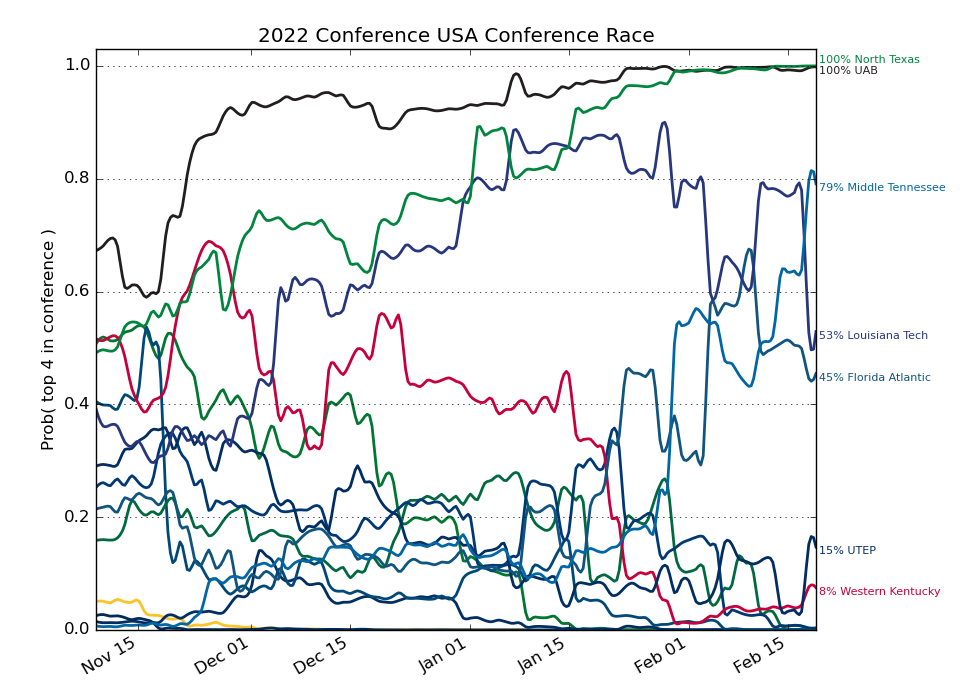 2022 Conference USA Conference Race
Prob( top 4 in conference )
1.0
0.8
0.6
0.4
0.2
0.0
Nov 15
Dec 01
Dec 15
Jan 01
Jan 15
Feb 01
Feb 15
100% North Texas
100% UAB
79% Middle Tennessee
53% Louisiana Tech
45% Florida Atlantic
15% UTEP
8% Western Kentucky